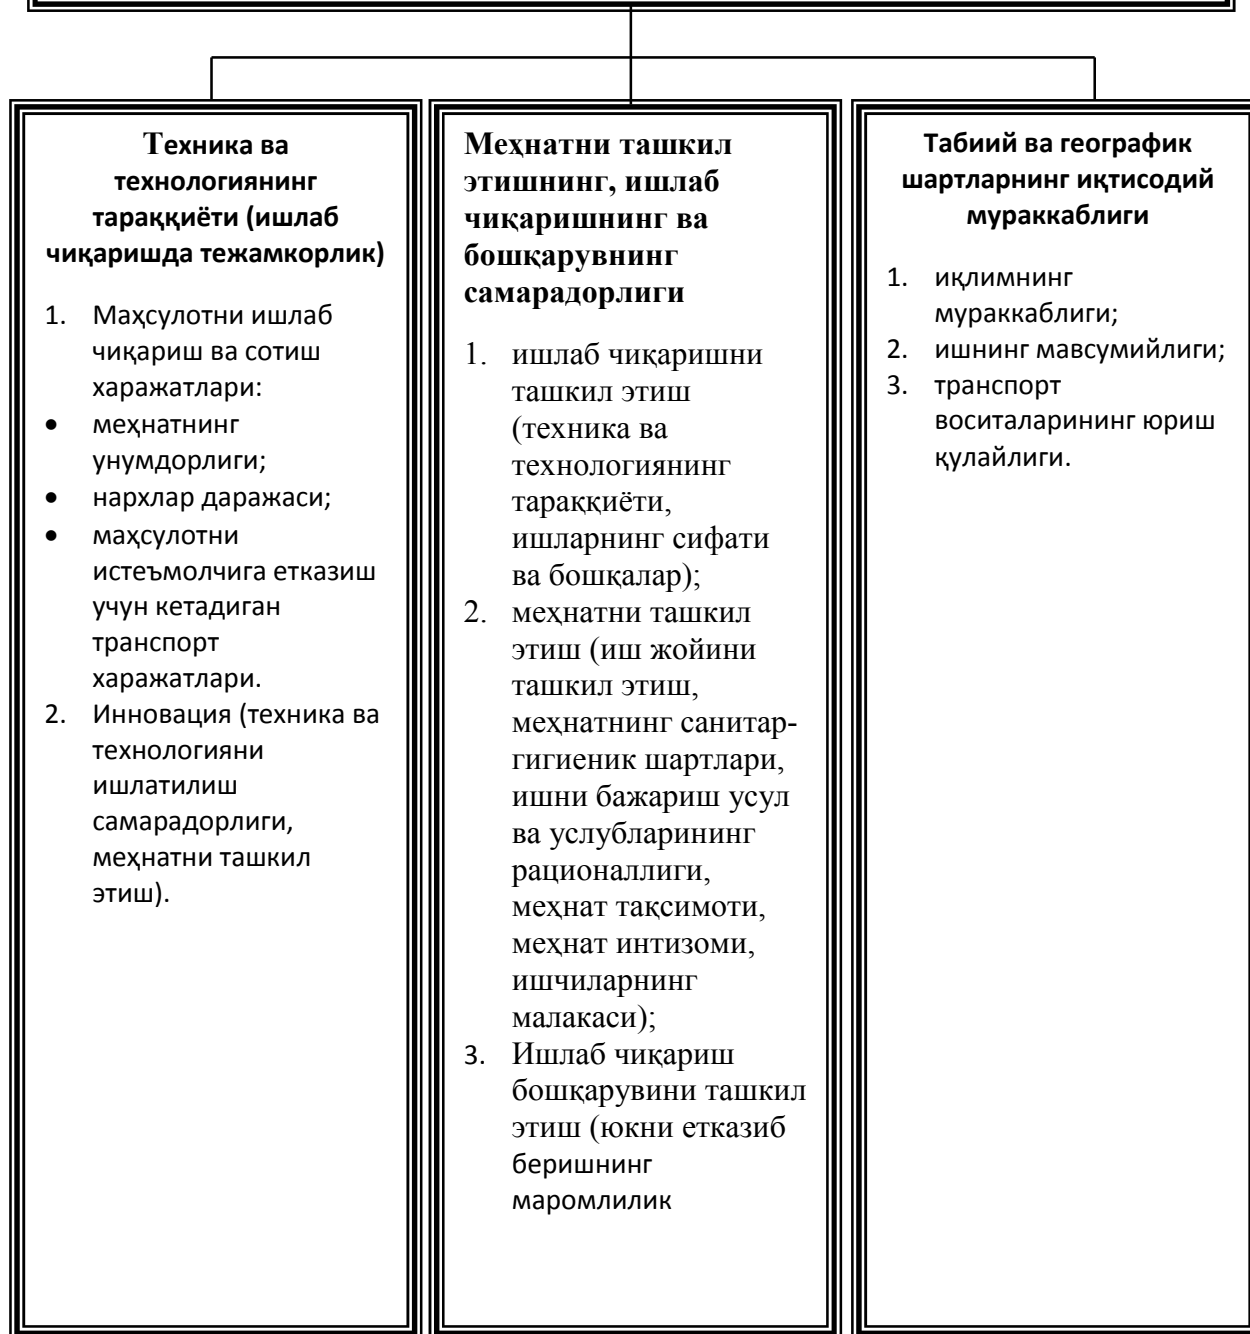 Техника ва
технологиянинг
тараққиёти (ишлаб
чиқаришда тежамкорлик)
1. Маҳсулотни ишлаб
чиқариш ва сотиш
харажатлари:
• меҳнатнинг
унумдорлиги;
• нархлар даражаси;
• маҳсулотни
истеъмолчига етказиш
учун кетадиган
транспорт
харажатлари.
2. Инновация (техника ва
технологияни
ишлатилиш
самарадорлиги,
меҳнатни ташкил
этиш).
Меҳнатни ташкил
этишнинг, ишлаб
чиқаришнинг ва
бошқарувнинг
самарадорлиги
1. ишлаб чиқаришни
ташкил этиш
(техника ва
технологиянинг
тараққиёти,
ишларнинг сифати
ва бошқалар);
2. меҳнатни ташкил
этиш (иш жойини
ташкил этиш,
меҳнатнинг санитар-
гигиеник шартлари,
ишни бажариш усул
ва услубларининг
рационаллиги,
меҳнат тақсимоти,
меҳнат интизоми,
ишчиларнинг
малакаси);
3. Ишлаб чиқариш
бошқарувини ташкил
этиш (юкни етказиб
беришнинг
маромлилик
Табиий ва географик
шартларнинг иқтисодий
мураккаблиги
1. иқлимнинг
мураккаблиги;
2. ишнинг мавсумийлиги;
3. транспорт
воситаларининг юриш
қулайлиги.